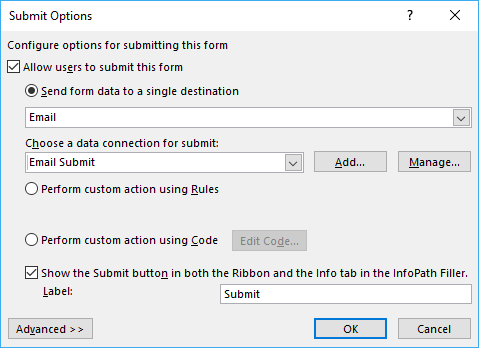 Submit Options
Configure options for submitting this form
Allow users to submit this form
Send form data to a single destination
Email
Choose a data connection for submit:
Email Submit
Add...
Manage...
Perform custom action using Rules
Perform custom action using Code
Edit Code...
Show the Submit button in both the Ribbon and the Info tab in the InfoPath Filler.
Label:
Submit
Advanced >>
OK
Cancel